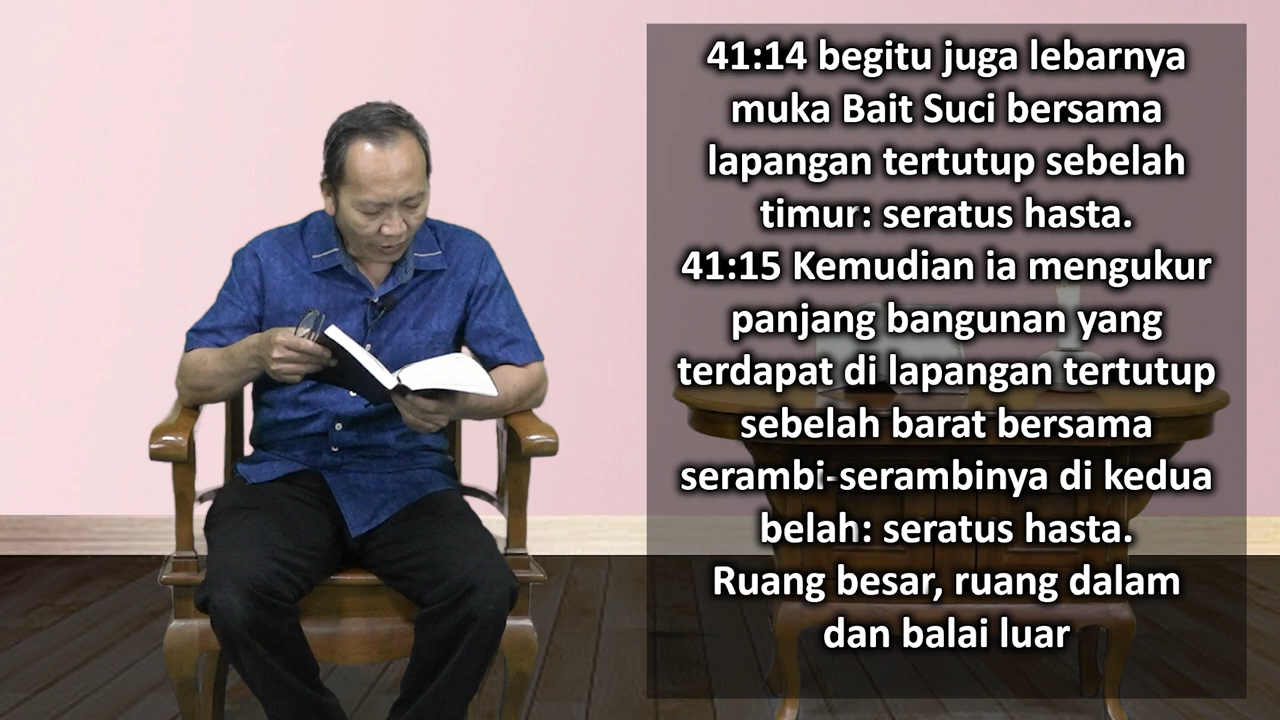 41:14 begitu juga lebarnya
muka Bait Suci bersama
lapangan tertutup sebelah
timur: seratus hasta.
41:15 Kemudian ia mengukur
panjang bangunan yang
terdapat di lapangan tertutup
sebelah barat bersama
serambi-serambinya di kedua
belah: seratus hasta.
Ruang besar, ruang dalam
dan balai luar